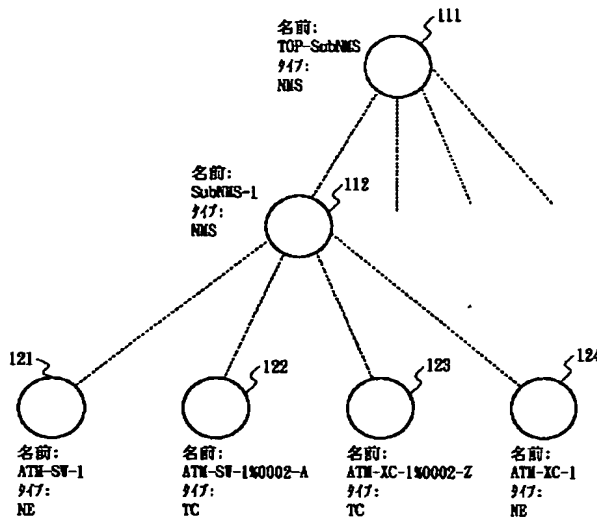 111
名前:
TOP-SubNMS
タイプ:
NMS
名前:
SubNMS-1
タイプ:
NMS
112
121
122
123
124
名前:
ATM-SW-1
タイプ:
NE
名前:
ATM-SW-1%0002-A
タイプ:
TC
名前:
ATM-XC-1%0002-Z
タイプ:
TC
名前:
ATM-XC-1
タイプ:
NE